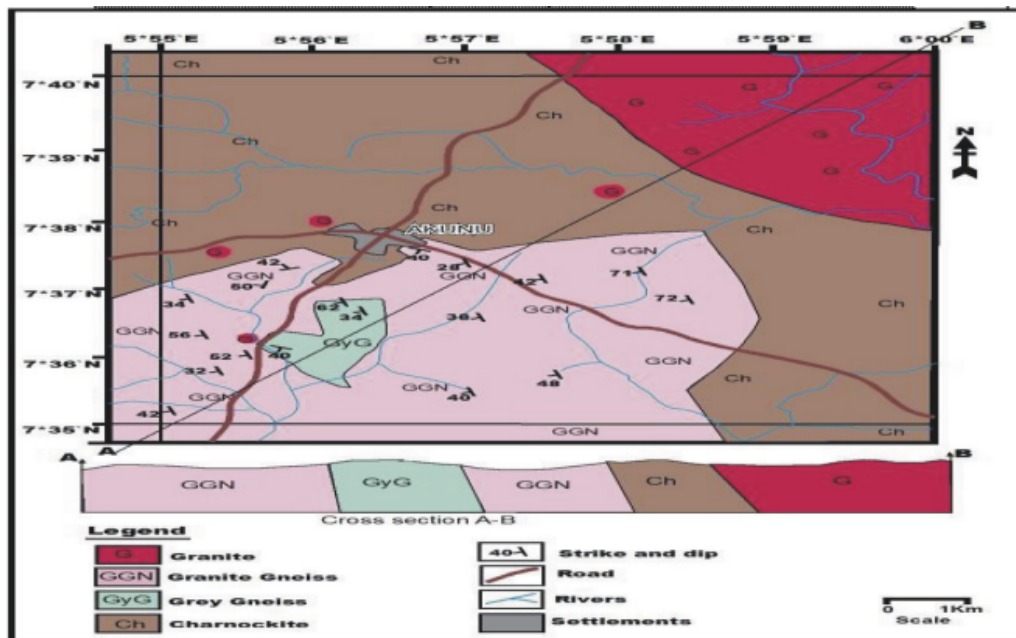 B
5°55'E 5°56'E 5°57'E 5°58'E 5°59'E 6°00'E
Ch Ch
7°40'N
G G
G
Ch Ch
G
7°39'N
G
G
N
Ch Ch
G
Ch
7°38'N
AKUNU
G
40
GGN
42 28 GGN 71
GGN 42
50
7°37'N
34 62 72
34 38 GGN
GGN 56
GyG
52 40
7°36'N
GGN
32 48
GGN Ch
GGN 40
42
7°35'N
GGN Ch
A
A B
GGN GyG GGN Ch G
Cross section A-B
Legend
G Granite
GGN Granite Gneiss
GyG Grey Gneiss
Ch Charnockite
40 Strike and dip
Road
Rivers
Settlements
0 1Km
Scale